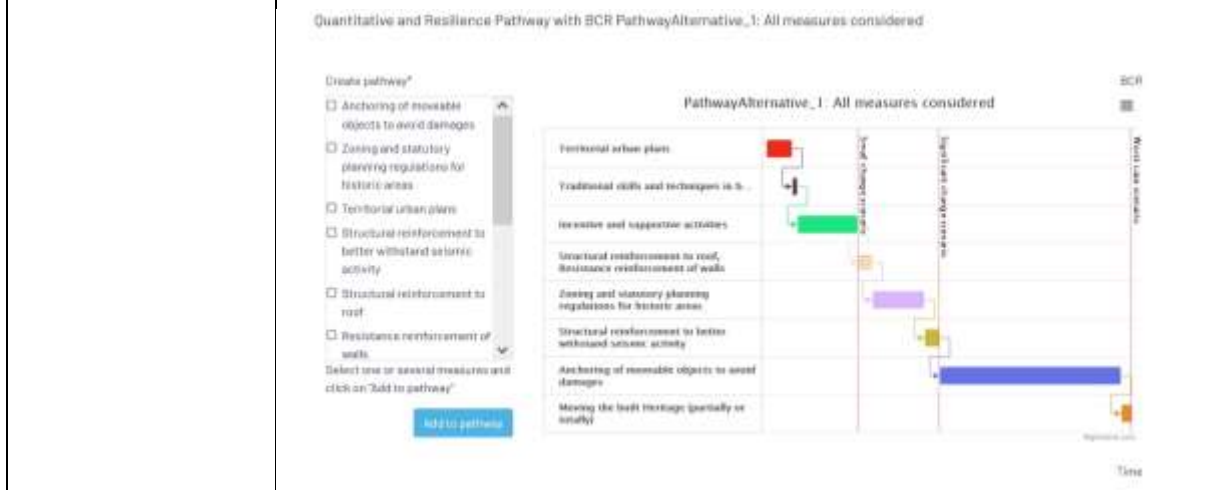 Quantitative and Resilience Pathway with BCR PathwayAlternative_1: All measures considered
Create pathway*
Anchoring of moveable
objects to avoid damages
Zoning and statutory
planning regulations for
historic areas
Territorial urban plans
Structural reinforcement to
better withstand seismic
activity
Structural reinforcement to
roof
Resistance reinforcement of
walls
Select one or several measures and
click on "Add to pathway"
Add to pathway
BCR
PathwayAlternative_1: All measures considered
Territorial urban plans
Traditional skills and techniques in b...
Incentive and supportive activities
Structural reinforcement to roof,
Resistance reinforcement of walls
Zoning and statutory planning
regulations for historic areas
Structural reinforcement to better
withstand seismic activity
Anchoring of moveable objects to avoid
damages
Moving the built Heritage (partially or
totally)
Small change scenario
Significant change scenario
Worst case scenario
Time